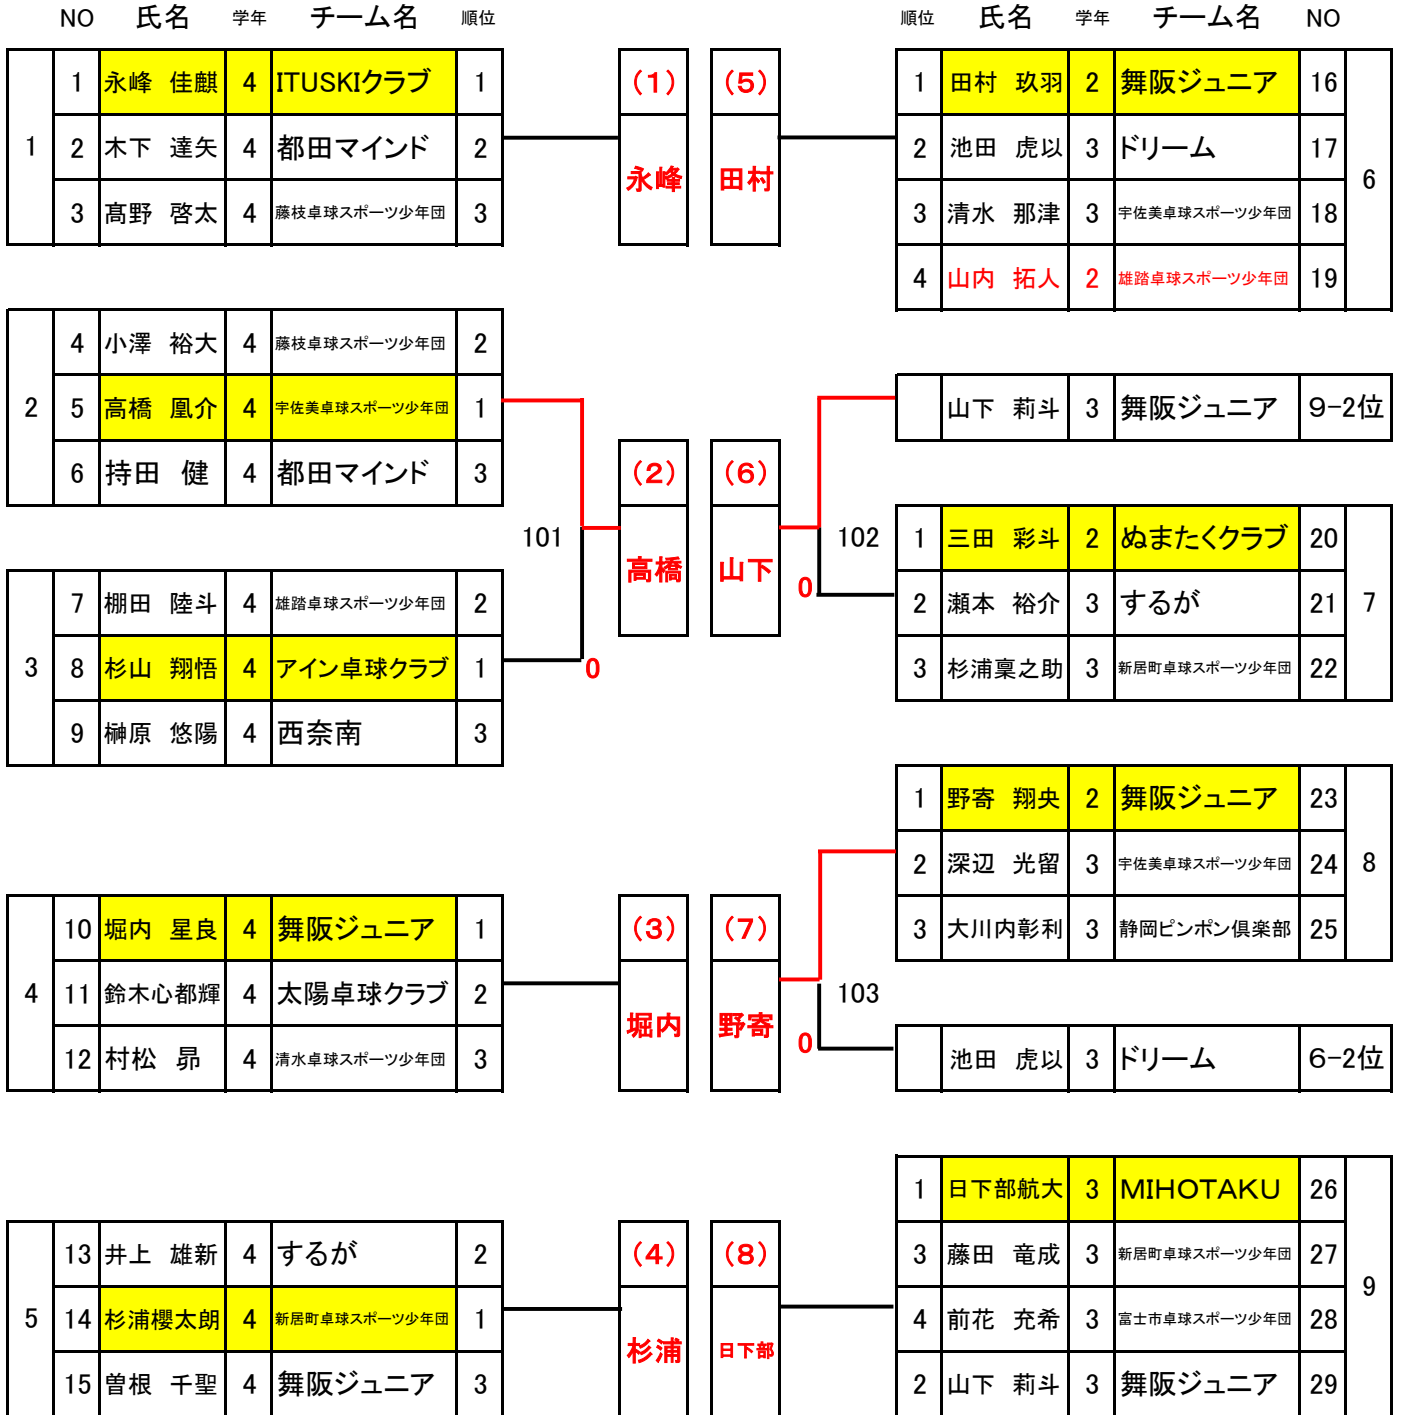 NO 氏名 学年 チーム名 順位
1
1 永峰 佳麒 4 ITUSKIクラブ 1
2 木下 達矢 4 都田マインド 2
3 髙野 啓太 4 藤枝卓球スポーツ少年団 3
2
4 小澤 裕大 4 藤枝卓球スポーツ少年団 2
5 高橋 凰介 4 宇佐美卓球スポーツ少年団 1
6 持田 健 4 都田マインド 3
101
3
7 棚田 陸斗 4 雄踏卓球スポーツ少年団 2
8 杉山 翔悟 4 アイン卓球クラブ 1
0
9 榊原 悠陽 4 西奈南 3
4
10 堀内 星良 4 舞阪ジュニア 1
11 鈴木心都輝 4 太陽卓球クラブ 2
12 村松 昴 4 清水卓球スポーツ少年団 3
5
13 井上 雄新 4 するが 2
14 杉浦櫻太朗 4 新居町卓球スポーツ少年団 1
15 曽根 千聖 4 舞阪ジュニア 3
(1)
永峰
(2)
高橋
(3)
堀内
(4)
杉浦
(5)
田村
(6)
山下
(7)
野寄
(8)
日下部
順位 氏名 学年 チーム名 NO
1 田村 玖羽 2 舞阪ジュニア 16
2 池田 虎以 3 ドリーム 17
3 清水 那津 3 宇佐美卓球スポーツ少年団 18
4 山内 拓人 2 雄踏卓球スポーツ少年団 19
6
山下 莉斗 3 舞阪ジュニア 9-2位
102
0
1 三田 彩斗 2 ぬまたくクラブ 20
2 瀬本 裕介 3 するが 21
3 杉浦稟之助 3 新居町卓球スポーツ少年団 22
7
1 野寄 翔央 2 舞阪ジュニア 23
2 深辺 光留 3 宇佐美卓球スポーツ少年団 24
3 大川内彰利 3 静岡ピンポン倶楽部 25
8
103
0
池田 虎以 3 ドリーム 6-2位
1 日下部航大 3 MIHOTAKU 26
3 藤田 竜成 3 新居町卓球スポーツ少年団 27
4 前花 充希 3 富士市卓球スポーツ少年団 28
2 山下 莉斗 3 舞阪ジュニア 29
9